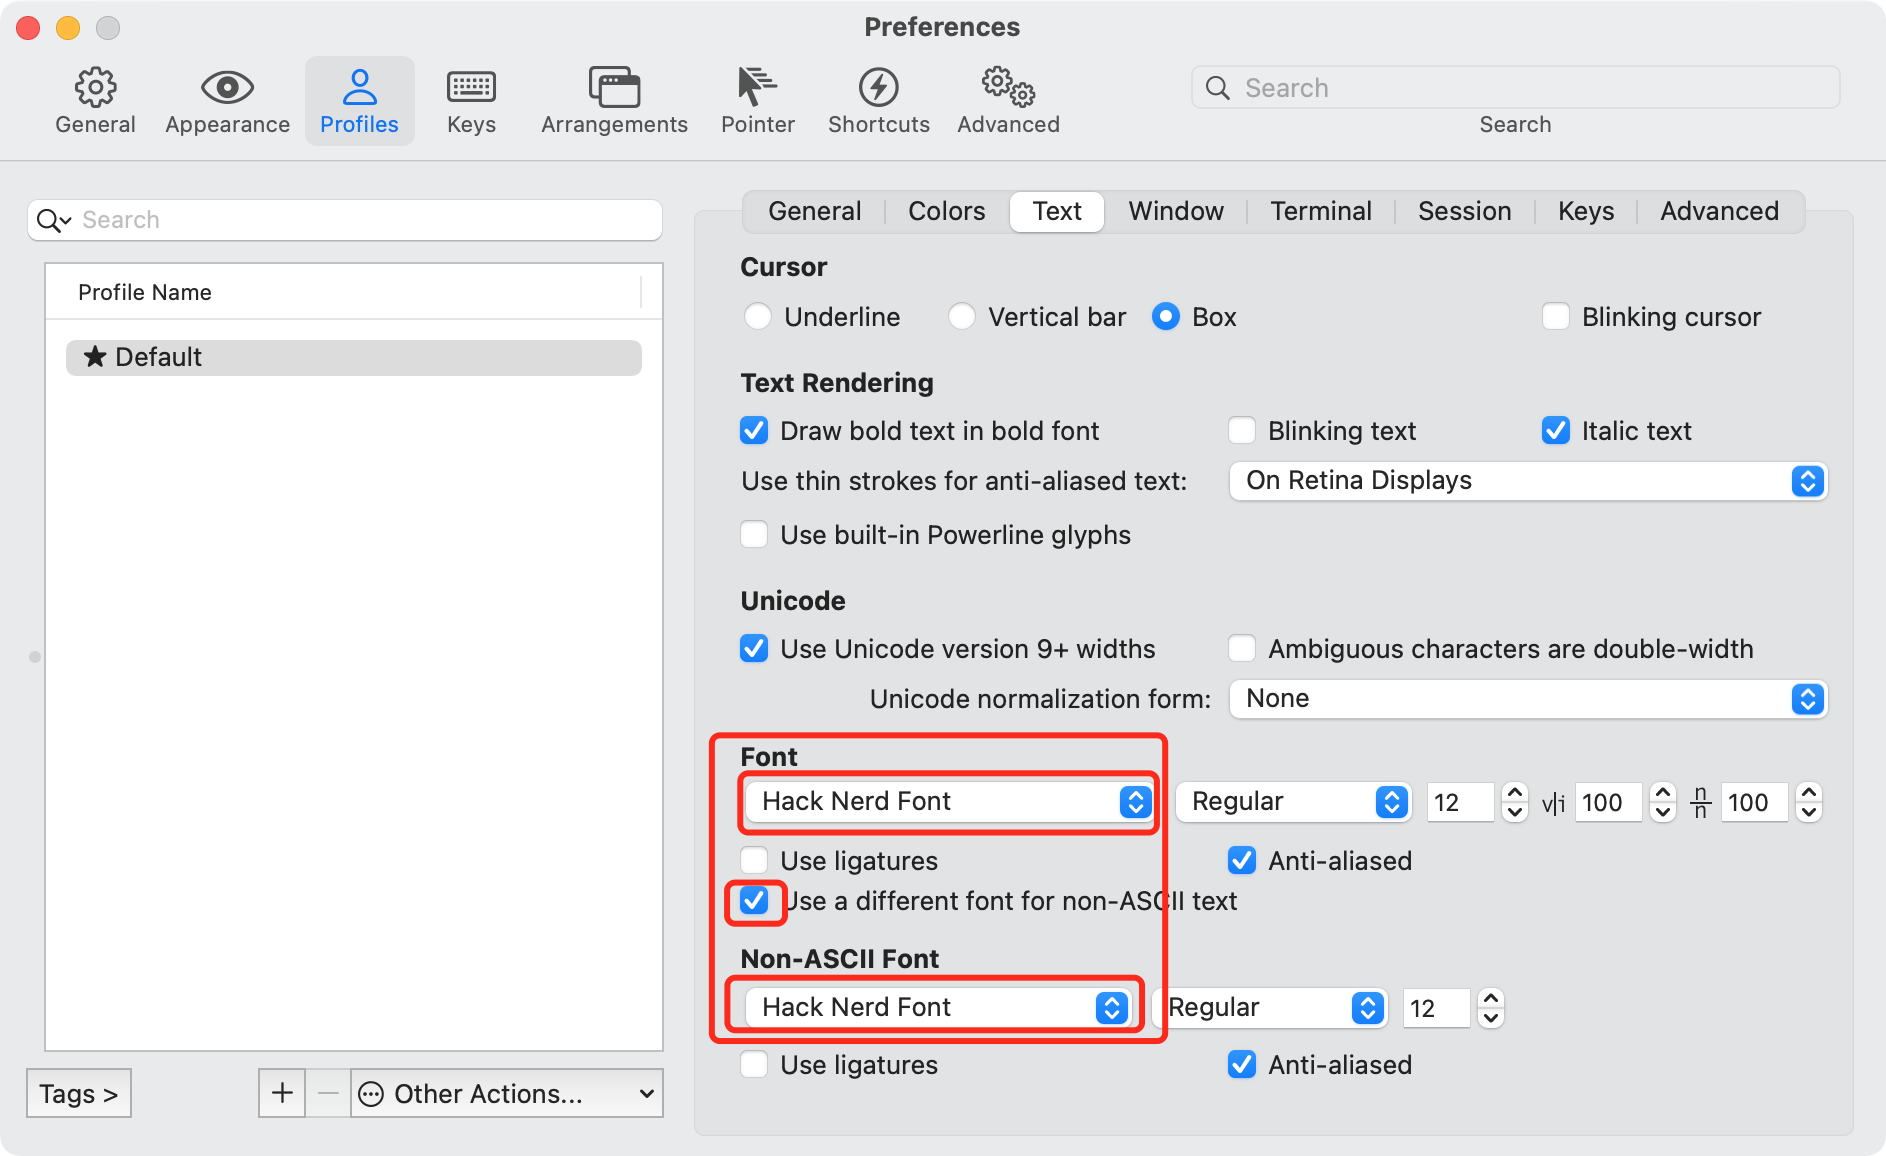 Preferences
General Appearance Profiles Keys Arrangements Pointer Shortcuts Advanced Search
Search
Search
General Colors Text Window Terminal Session Keys Advanced
Profile Name
★ Default
Cursor
Underline Vertical bar Box Blinking cursor
Text Rendering
Draw bold text in bold font Blinking text Italic text
Use thin strokes for anti-aliased text: On Retina Displays
Use built-in Powerline glyphs
Unicode
Use Unicode version 9+ widths Ambiguous characters are double-width
Unicode normalization form: None
Font
Hack Nerd Font Regular 12 v|i 100 n/n 100
Use ligatures Anti-aliased
Use a different font for non-ASCII text
Non-ASCII Font
Hack Nerd Font Regular 12
Use ligatures Anti-aliased
Tags > + − Other Actions...